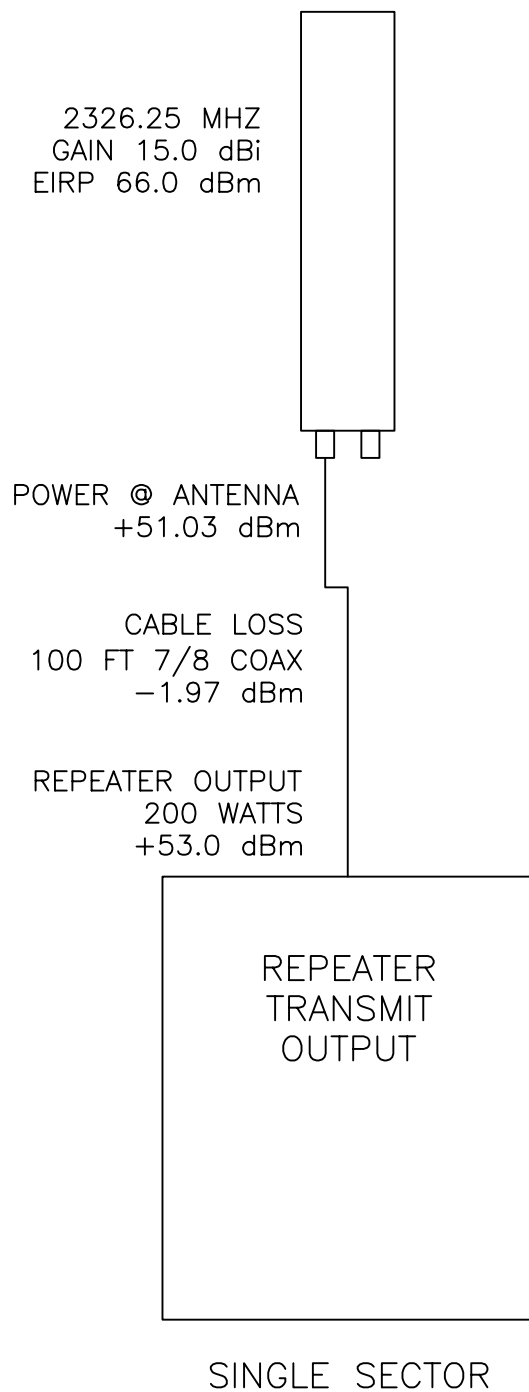 2326.25 MHZ
GAIN 15.0 dBi
EIRP 66.0 dBm
POWER @ ANTENNA
+51.03 dBm
CABLE LOSS
100 FT 7/8 COAX
−1.97 dBm
REPEATER OUTPUT
200 WATTS
+53.0 dBm
REPEATER
TRANSMIT
OUTPUT
SINGLE SECTOR